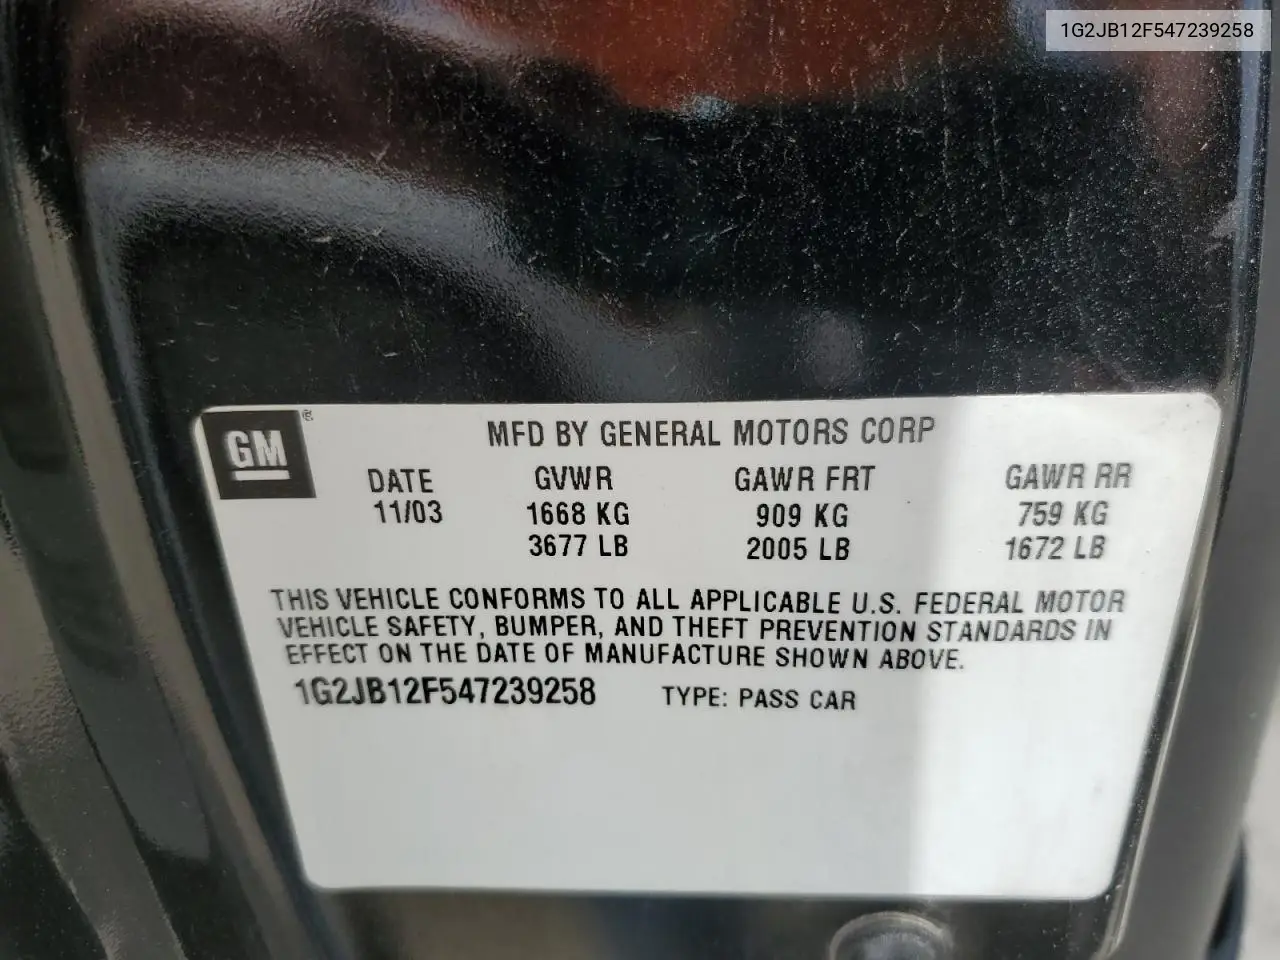 1G2JB12F547239258
GM®
MFD BY GENERAL MOTORS CORP
DATE GVWR GAWR FRT GAWR RR
11/03 1668 KG 909 KG 759 KG
3677 LB 2005 LB 1672 LB
THIS VEHICLE CONFORMS TO ALL APPLICABLE U.S. FEDERAL MOTOR
VEHICLE SAFETY, BUMPER, AND THEFT PREVENTION STANDARDS IN
EFFECT ON THE DATE OF MANUFACTURE SHOWN ABOVE.
1G2JB12F547239258 TYPE: PASS CAR